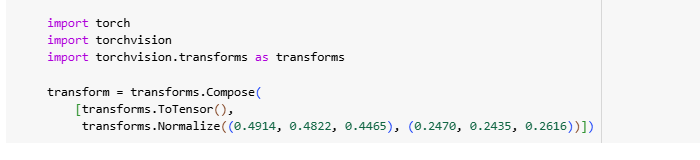 import torch
import torchvision
import torchvision.transforms as transforms
transform = transforms.Compose(
[transforms.ToTensor(),
transforms.Normalize((0.4914, 0.4822, 0.4465), (0.2470, 0.2435, 0.2616))])